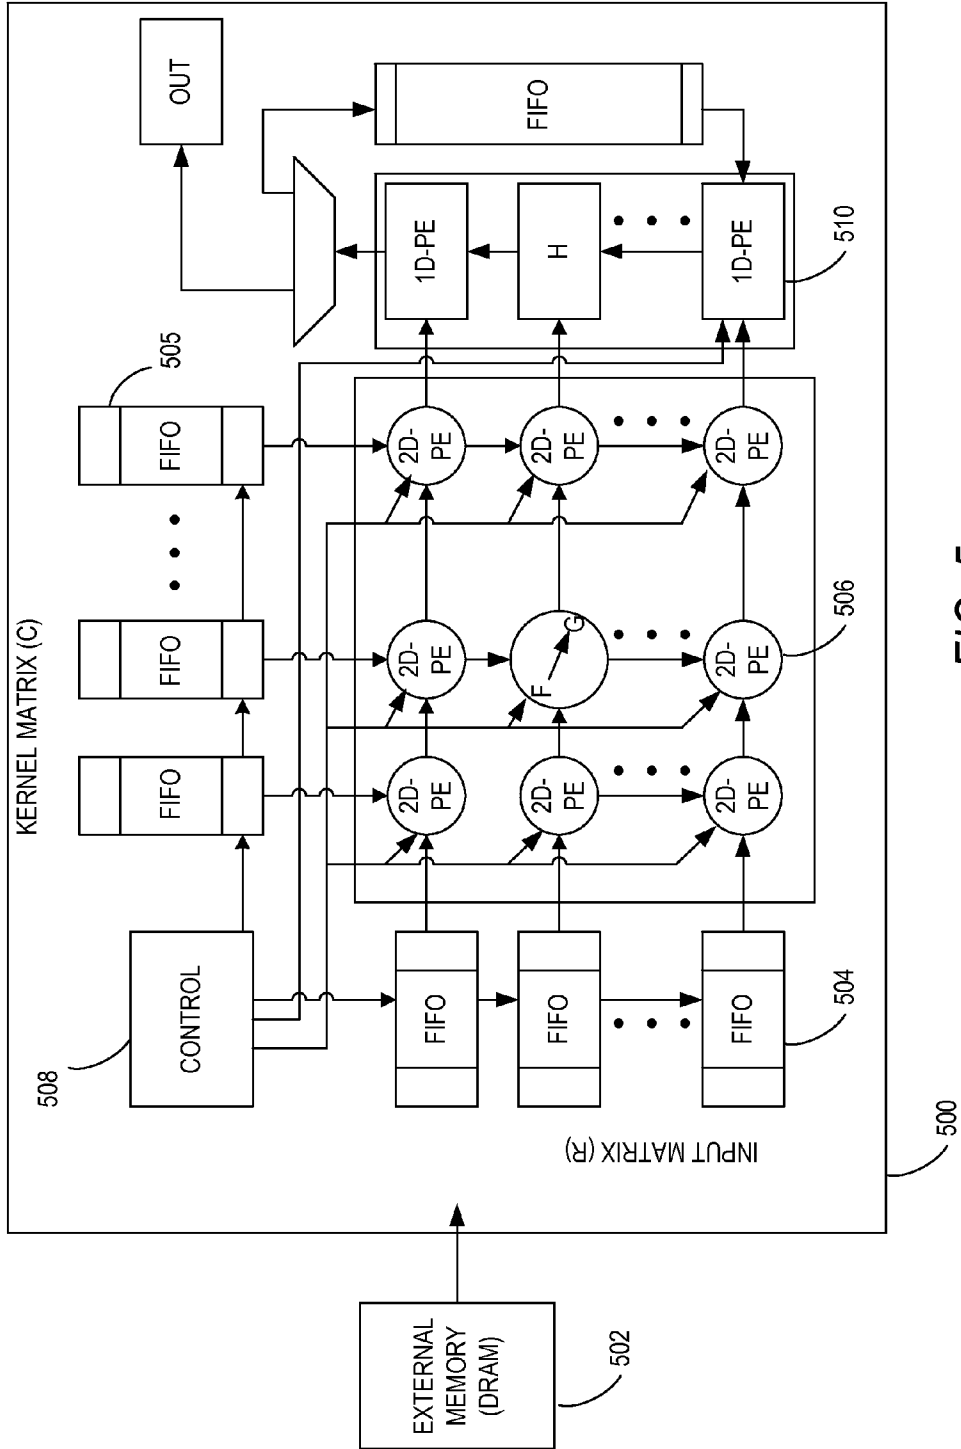 KERNEL MATRIX (C)
508
CONTROL
FIFO
FIFO
FIFO
505
OUT
EXTERNAL
MEMORY
(DRAM)
502
INPUT MATRIX (R)
FIFO
2D-
PE
2D-
PE
2D-
PE
1D-PE
FIFO
FIFO
2D-
PE
F
G
2D-
PE
H
FIFO
2D-
PE
2D-
PE
2D-
PE
1D-PE
504
506
510
500
FIG. 5